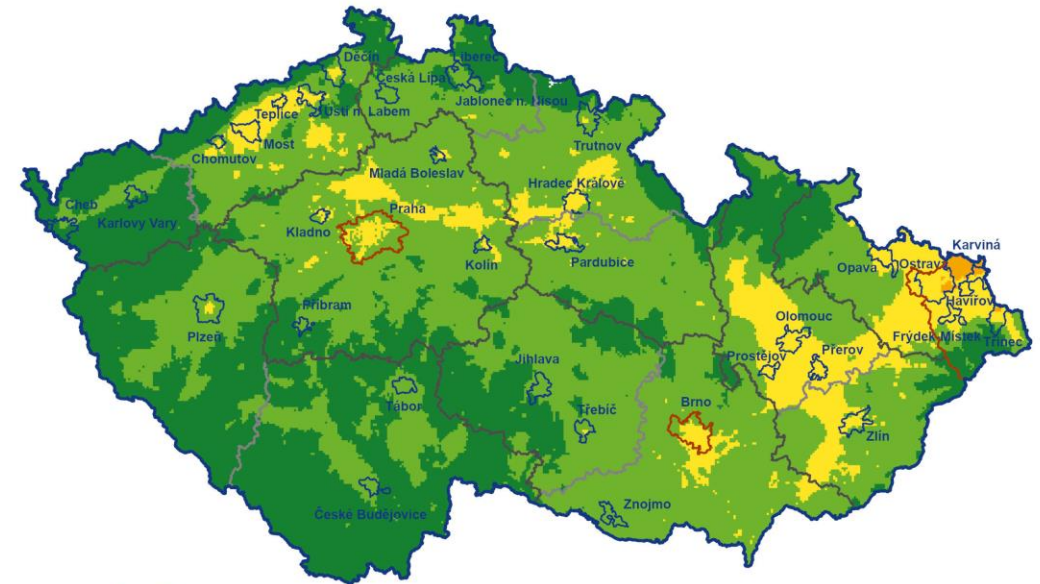 Děčín
Liberec
Česká Lípa
Jablonec n. Nisou
Teplice
Ústí n. Labem
Most
Chomutov
Trutnov
Mladá Boleslav
Hradec Králové
Cheb
Karlovy Vary
Praha
Kladno
Kolín
Pardubice
Karviná
Opava
Ostrava
Havířov
Příbram
Plzeň
Olomouc
Frýdek Místek
Třinec
Prostějov
Přerov
Jihlava
Tábor
Třebíč
Brno
Zlín
Znojmo
České Budějovice